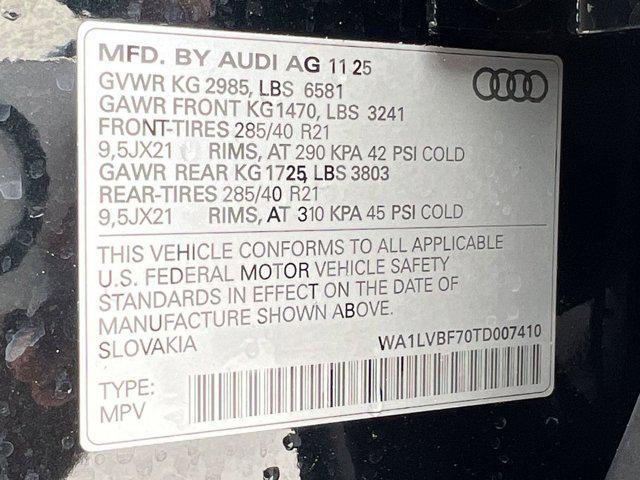 MFD. BY AUDI AG 11 25
GVWR KG 2985, LBS 6581
GAWR FRONT KG1470, LBS 3241
FRONT-TIRES 285/40 R21
9,5JX21 RIMS, AT 290 KPA 42 PSI COLD
GAWR REAR KG 1725, LBS 3803
REAR-TIRES 285/40 R21
9,5JX21 RIMS, AT 310 KPA 45 PSI COLD
THIS VEHICLE CONFORMS TO ALL APPLICABLE
U.S. FEDERAL MOTOR VEHICLE SAFETY
STANDARDS IN EFFECT ON THE DATE OF
MANUFACTURE SHOWN ABOVE.
SLOVAKIA WA1LVBF70TD007410
TYPE:
MPV